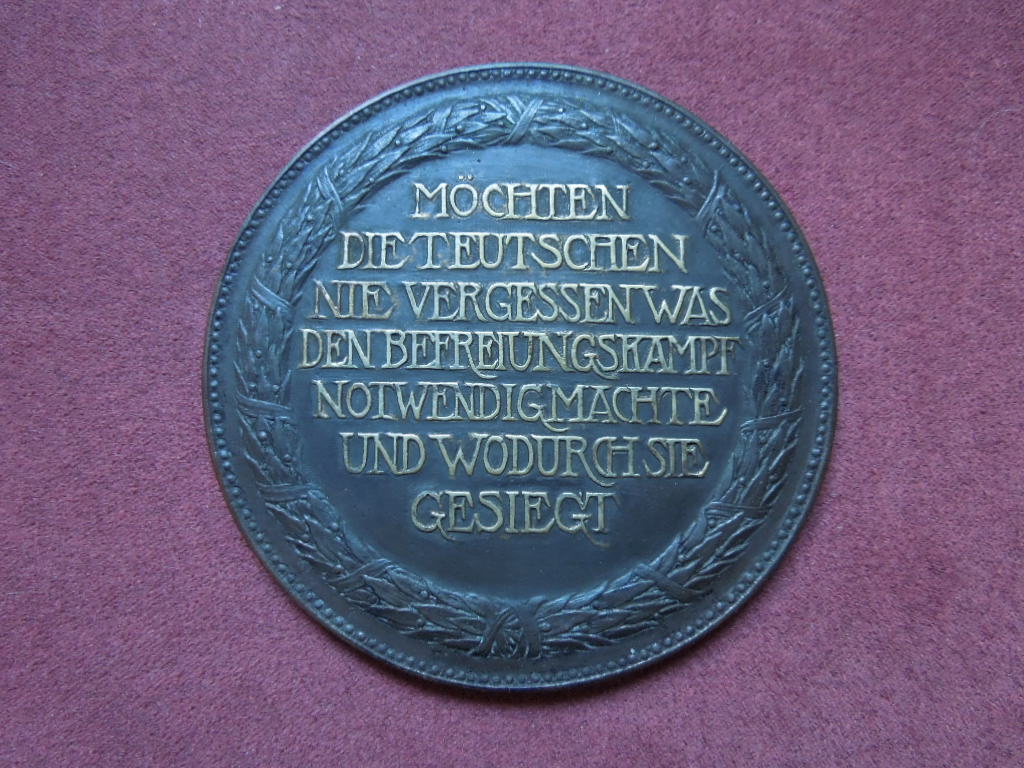 MÖCHTEN
DIE TEUTSCHEN
NIE VERGESSEN WAS
DEN BEFREIUNGSKAMPF
NOTWENDIG MACHTE
UND WODURCH SIE
GESIEGT